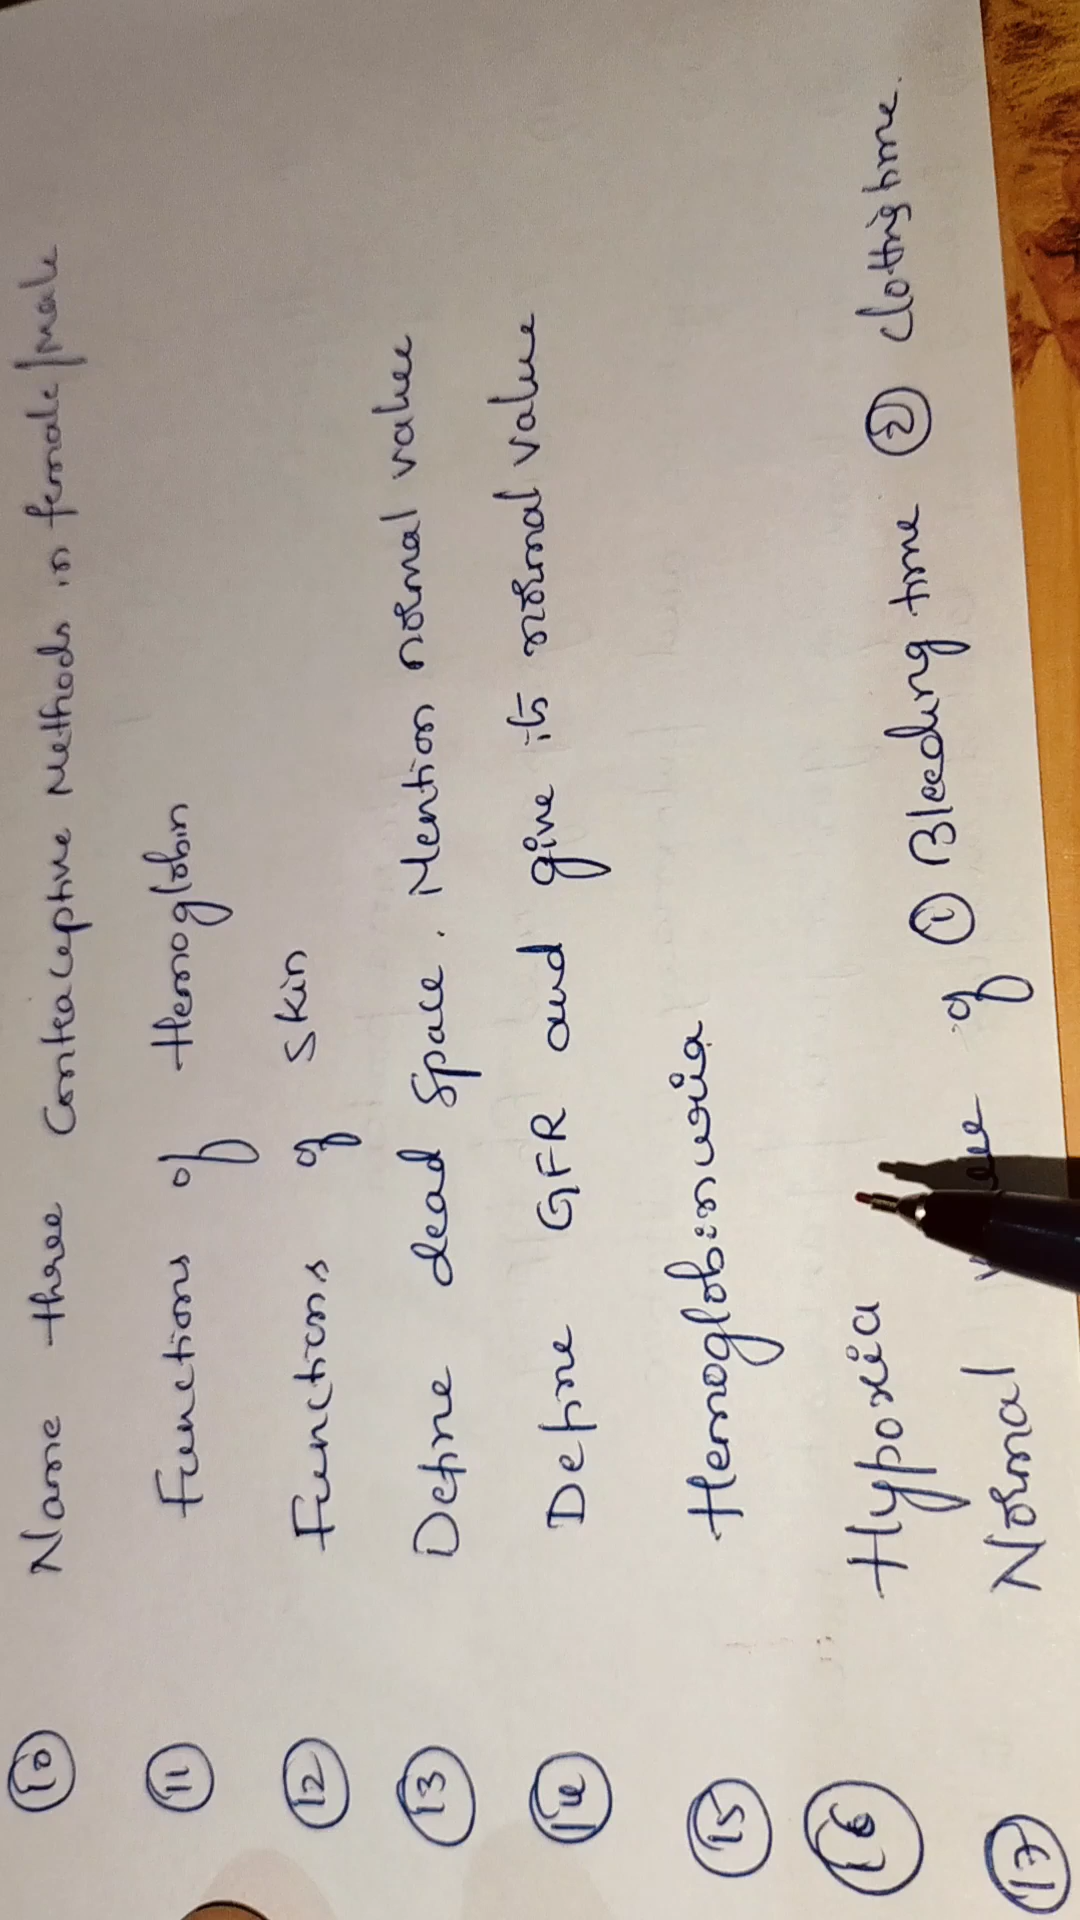 10 Name three Contraceptive Methods in female/male
11 Functions of Hemoglobin
12 Functions of Skin
13 Define dead Space. Mention normal value
14 Define GFR and give its normal value
15 Hemoglobinuria
16 Hypoxia
17 Normal of ① Bleeding time ② clotting time.